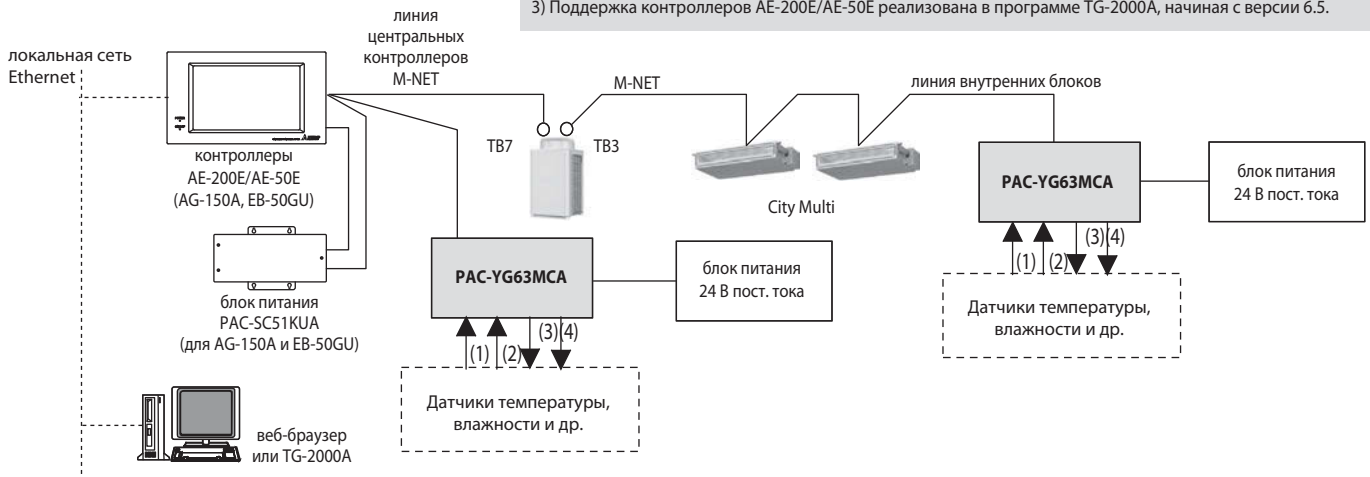 3) Поддержка контроллеров AE-200E/AE-50E реализована в программе TG-2000A, начиная с версии 6.5.
локальная сеть
Ethernet
линия
центральных
контроллеров
M-NET
контроллеры
AE-200E/AE-50E
(AG-150A, EB-50GU)
блок питания
PAC-SC51KUA
(для AG-150A и EB-50GU)
веб-браузер
или TG-2000A
TB7
TB3
M-NET
City Multi
линия внутренних блоков
PAC-YG63MCA
блок питания
24 В пост. тока
(1)
(2)
(3)
(4)
Датчики температуры,
влажности и др.
PAC-YG63MCA
блок питания
24 В пост. тока
(1)
(2)
(3)
(4)
Датчики температуры,
влажности и др.